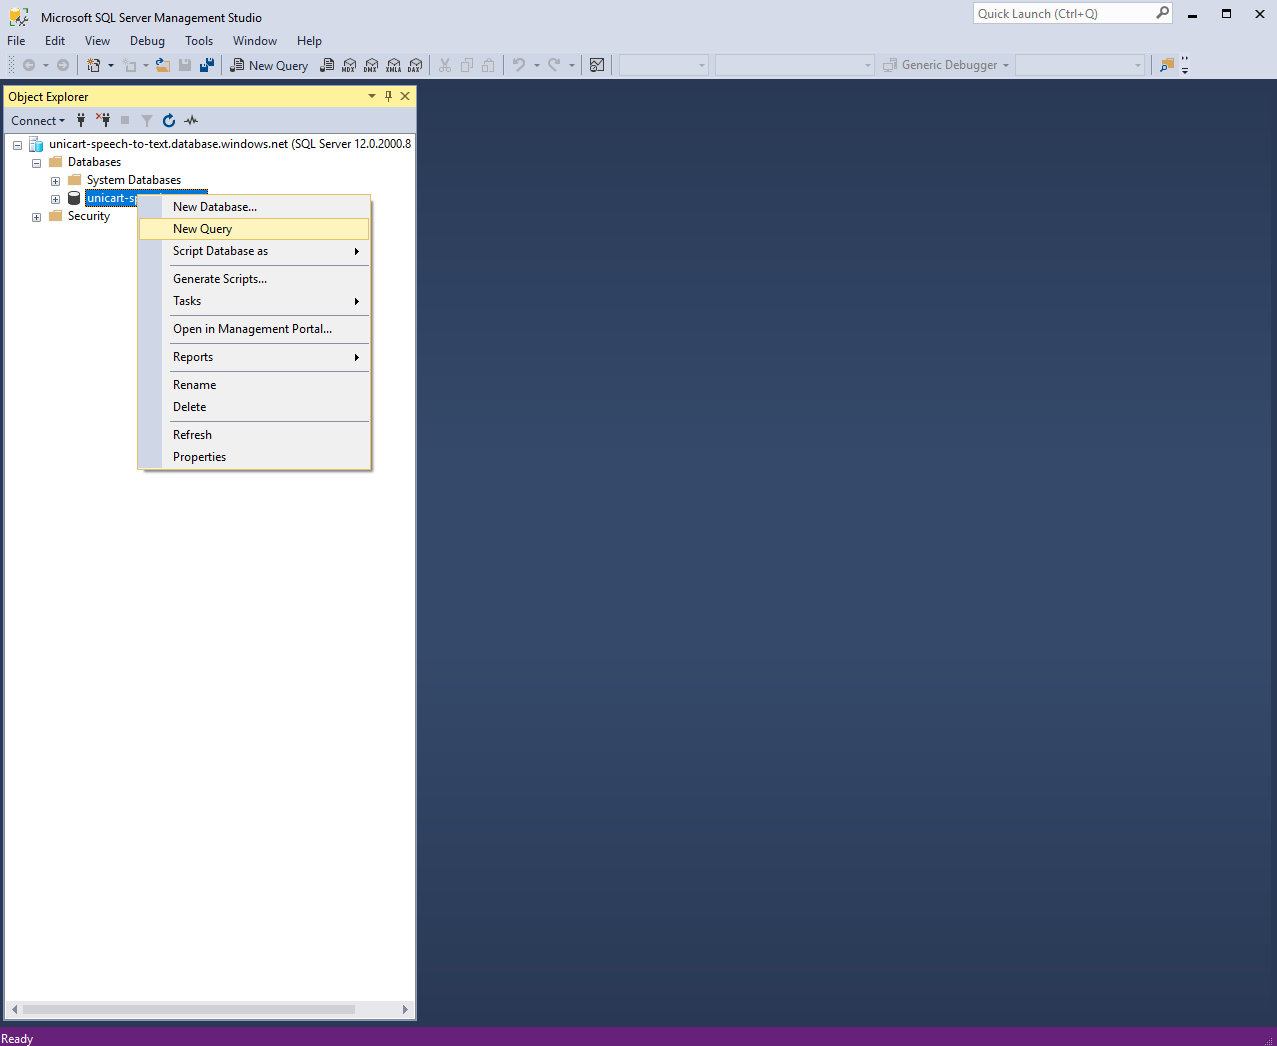 Microsoft SQL Server Management Studio
Quick Launch (Ctrl+Q)
File Edit View Debug Tools Window Help
New Query MDX DMX XMLA DAX Generic Debugger
Object Explorer
Connect
unicart-speech-to-text.database.windows.net (SQL Server 12.0.2000.8
Databases
System Databases
unicart-sp
Security
New Database...
New Query
Script Database as
Generate Scripts...
Tasks
Open in Management Portal...
Reports
Rename
Delete
Refresh
Properties
Ready